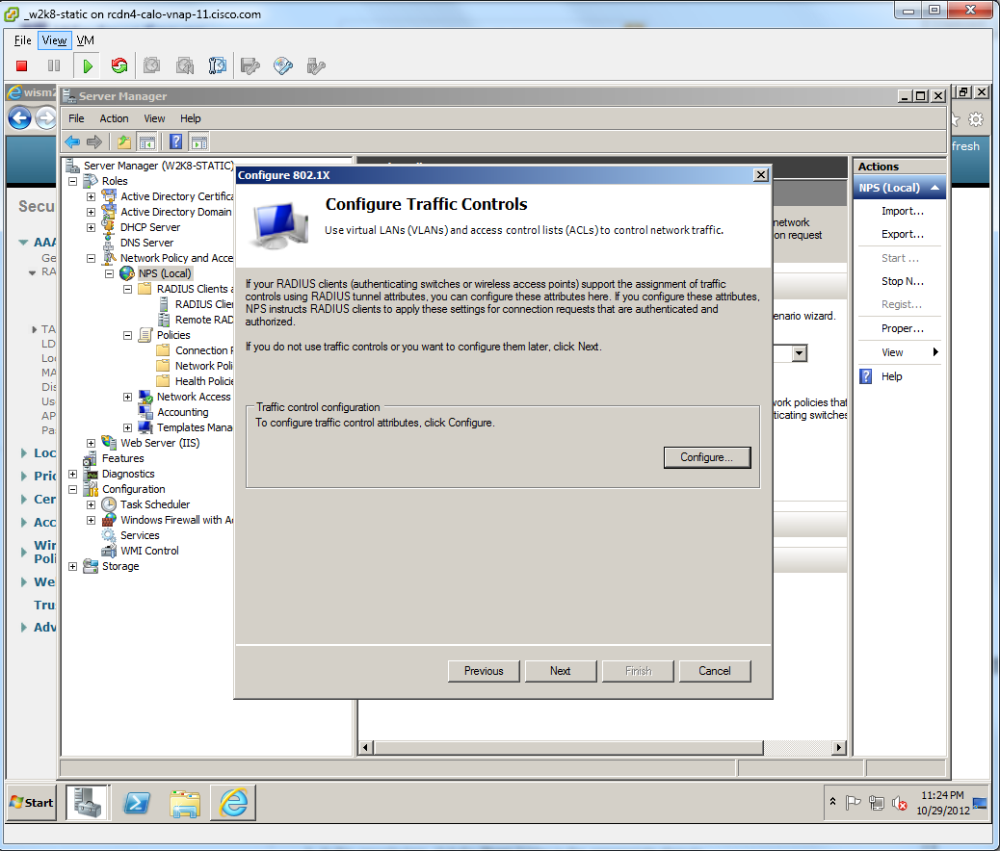 _w2k8-static on rcdn4-calo-vnap-11.cisco.com
File View VM
wism2
Server Manager
File Action View Help
fresh
Secu
AAA
Ge
RA
TA
LD
Loc
MA
Dis
Us
AP
Pa
Loc
Pric
Cer
Acc
Wir
Poli
We
Tru
Adv
Server Manager (W2K8-STATIC)
Roles
Active Directory Certifica
Active Directory Domain
DHCP Server
DNS Server
Network Policy and Acce
NPS (Local)
RADIUS Clients a
RADIUS Clier
Remote RAD
Policies
Connection P
Network Poli
Health Policie
Network Access
Accounting
Templates Mana
Web Server (IIS)
Features
Diagnostics
Configuration
Task Scheduler
Windows Firewall with A
Services
WMI Control
Storage
Configure 802.1X
Configure Traffic Controls
Use virtual LANs (VLANs) and access control lists (ACLs) to control network traffic.
If your RADIUS clients (authenticating switches or wireless access points) support the assignment of traffic
controls using RADIUS tunnel attributes, you can configure these attributes here. If you configure these attributes,
NPS instructs RADIUS clients to apply these settings for connection requests that are authenticated and
authorized.
If you do not use traffic controls or you want to configure them later, click Next.
Traffic control configuration
To configure traffic control attributes, click Configure.
Configure...
Previous Next Finish Cancel
network
on request
enario wizard.
work policies that
ticating switches
Actions
NPS (Local)
Import...
Export...
Start ...
Stop N...
Regist...
Proper...
View
Help
Start
11:24 PM
10/29/2012